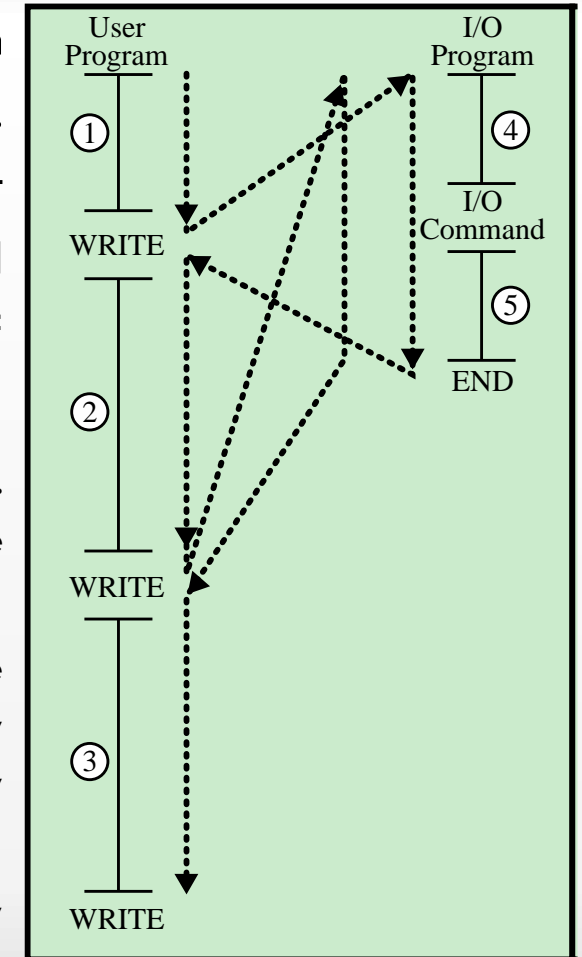 User
Program
1
WRITE
2
WRITE
3
WRITE
I/O
Program
4
I/O
Command
5
END